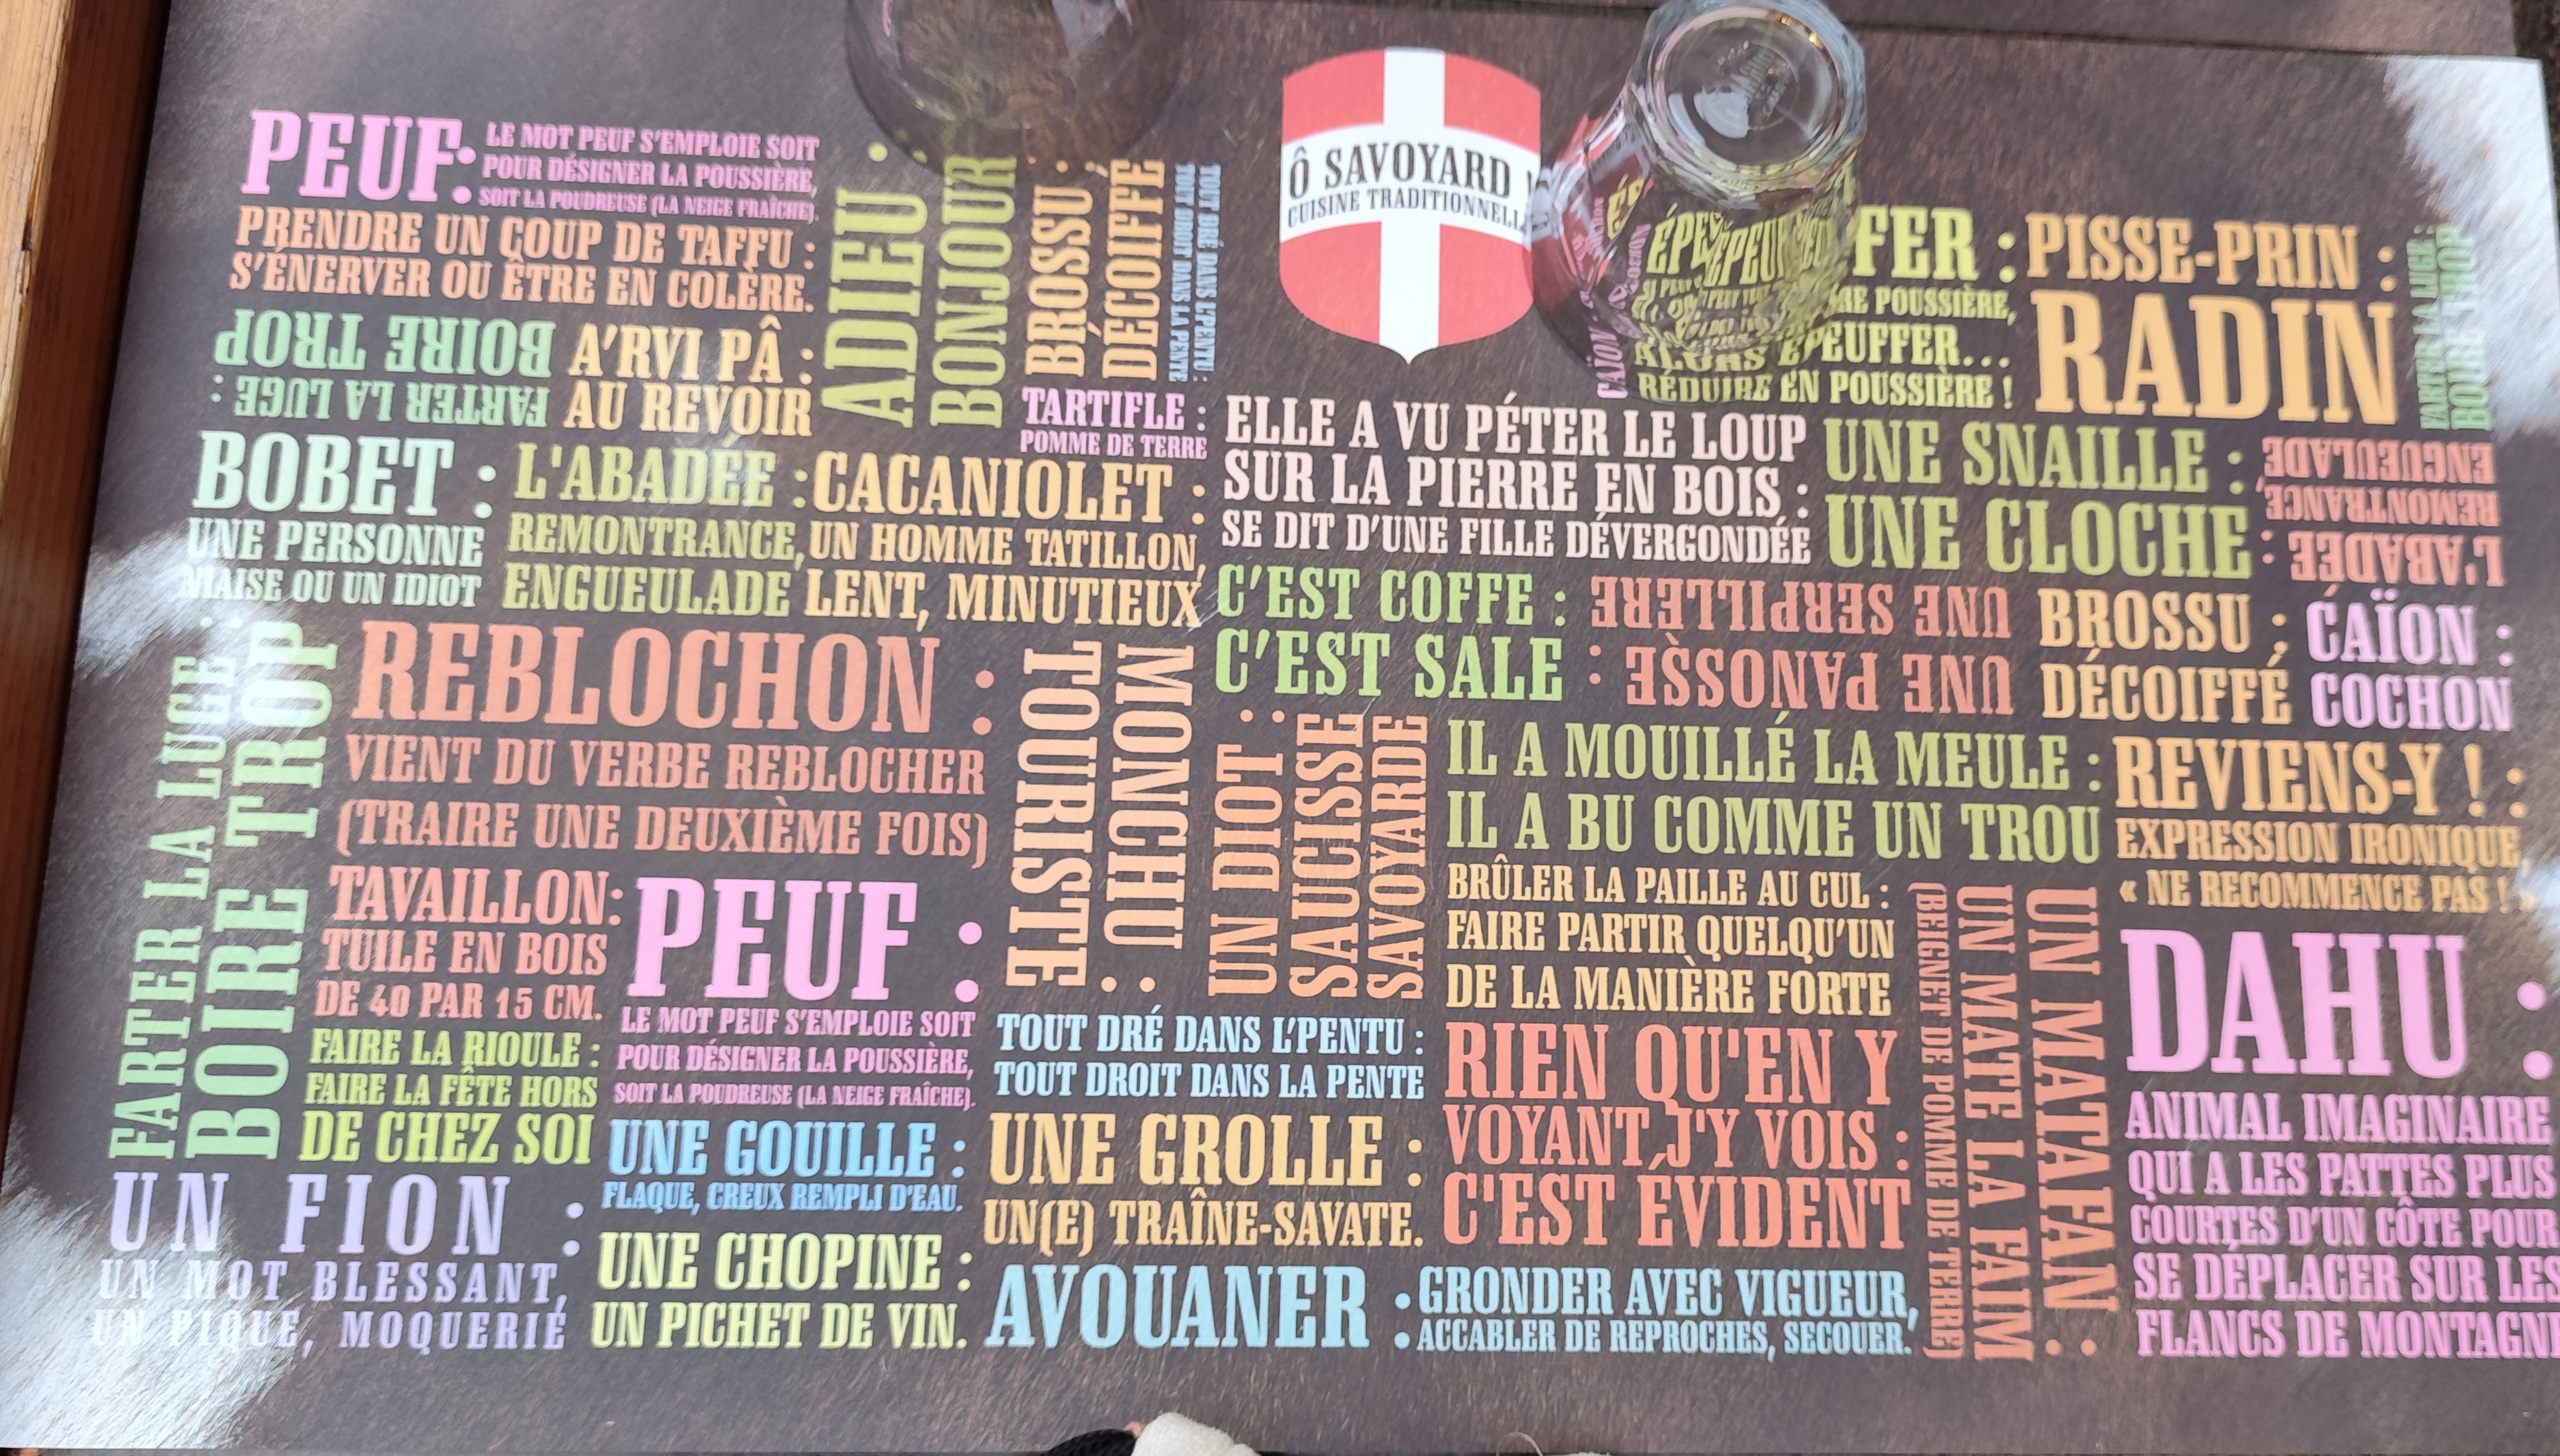 Ô SAVOYARD !
CUISINE TRADITIONNELLE
PEUF :
LE MOT PEUF S'EMPLOIE SOIT
POUR DÉSIGNER LA POUSSIÈRE,
SOIT LA POUDREUSE (LA NEIGE FRAÎCHE).
PRENDRE UN COUP DE TAFFU :
S'ÉNERVER OU ÊTRE EN COLÈRE.
FARTER LA LUGE :
BOIRE TROP
A'RVI PÂ :
AU REVOIR
ADIEU :
BONJOUR
BROSSU :
DÉCOIFFÉ
TOUT DRÉ DANS L'PENTU :
TOUT DROIT DANS LA PENTE
TARTIFLE :
POMME DE TERRE
BOBET :
UNE PERSONNE
NIAISE OU UN IDIOT
L'ABADÉE :
REMONTRANCE,
ENGUEULADE
CACANIOLET :
UN HOMME TATILLON,
LENT, MINUTIEUX
CAÏON :
COCHON
FER :
POUSSIÈRE,
ALORS ÉPEUFFER...
RÉDUIRE EN POUSSIÈRE !
PISSE-PRIN :
RADIN
FARTER LA LUGE :
BOIRE TROP
ELLE A VU PÉTER LE LOUP
SUR LA PIERRE EN BOIS :
SE DIT D'UNE FILLE DÉVERGONDÉE
UNE SNAILLE :
UNE CLOCHE
L'ABADÉE :
REMONTRANCE,
ENGUEULADE
C'EST COFFE :
C'EST SALE
UNE PANOSSE :
UNE SERPILLÈRE
BROSSU :
DÉCOIFFÉ
CAÏON :
COCHON
FARTER LA LUGE :
BOIRE TROP
REBLOCHON :
VIENT DU VERBE REBLOCHER
(TRAIRE UNE DEUXIÈME FOIS)
MONCHU :
TOURISTE
UN DIOT :
SAUCISSE
SAVOYARDE
IL A MOUILLÉ LA MEULE :
IL A BU COMME UN TROU
REVIENS-Y ! :
EXPRESSION IRONIQUE,
« NE RECOMMENCE PAS ! »
TAVAILLON:
TUILE EN BOIS
DE 40 PAR 15 CM.
PEUF :
LE MOT PEUF S'EMPLOIE SOIT
POUR DÉSIGNER LA POUSSIÈRE,
SOIT LA POUDREUSE (LA NEIGE FRAÎCHE).
BRÛLER LA PAILLE AU CUL :
FAIRE PARTIR QUELQU'UN
DE LA MANIÈRE FORTE
UN MATAFAN :
UN MATE LA FAIM
(BEIGNET DE POMME DE TERRE)
DAHU :
ANIMAL IMAGINAIRE
QUI A LES PATTES PLUS
COURTES D'UN CÔTE POUR
SE DÉPLACER SUR LES
FLANCS DE MONTAGNE
FAIRE LA RIOULE :
FAIRE LA FÊTE HORS
DE CHEZ SOI
TOUT DRÉ DANS L'PENTU :
TOUT DROIT DANS LA PENTE
RIEN QU'EN Y
VOYANT J'Y VOIS :
C'EST ÉVIDENT
UN FION :
UN MOT BLESSANT,
UN PIQUE, MOQUERIE
UNE GOUILLE :
FLAQUE, CREUX REMPLI D'EAU.
UNE GROLLE :
UN(E) TRAÎNE-SAVATE.
UNE CHOPINE :
UN PICHET DE VIN.
AVOUANER :
GRONDER AVEC VIGUEUR,
ACCABLER DE REPROCHES, SECOUER.